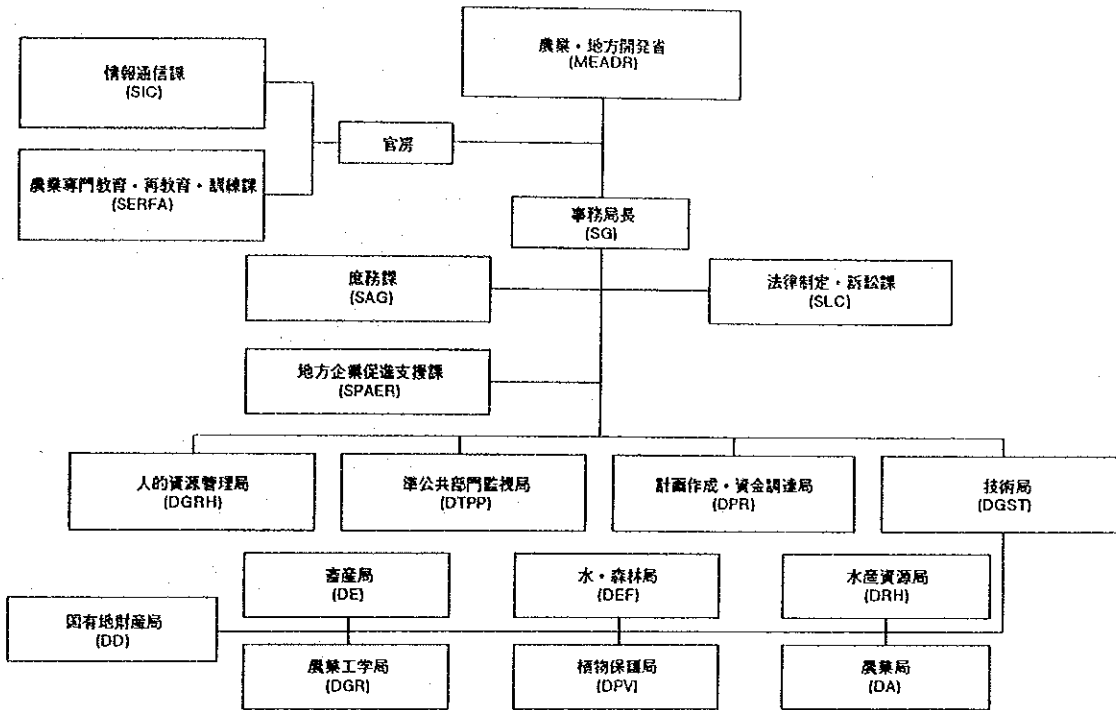 農業・地方開発省
(MEADR)
情報通信課
(SIC)
官房
農業専門教育・再教育・訓練課
(SERFA)
事務局長
(SG)
庶務課
(SAG)
法律制定・訴訟課
(SLC)
地方企業促進支援課
(SPAER)
人的資源管理局
(DGRH)
準公共部門監視局
(DTPP)
計画作成・資金調達局
(DPR)
技術局
(DGST)
畜産局
(DE)
水・森林局
(DEF)
水産資源局
(DRH)
国有地財産局
(DD)
農業工学局
(DGR)
植物保護局
(DPV)
農業局
(DA)